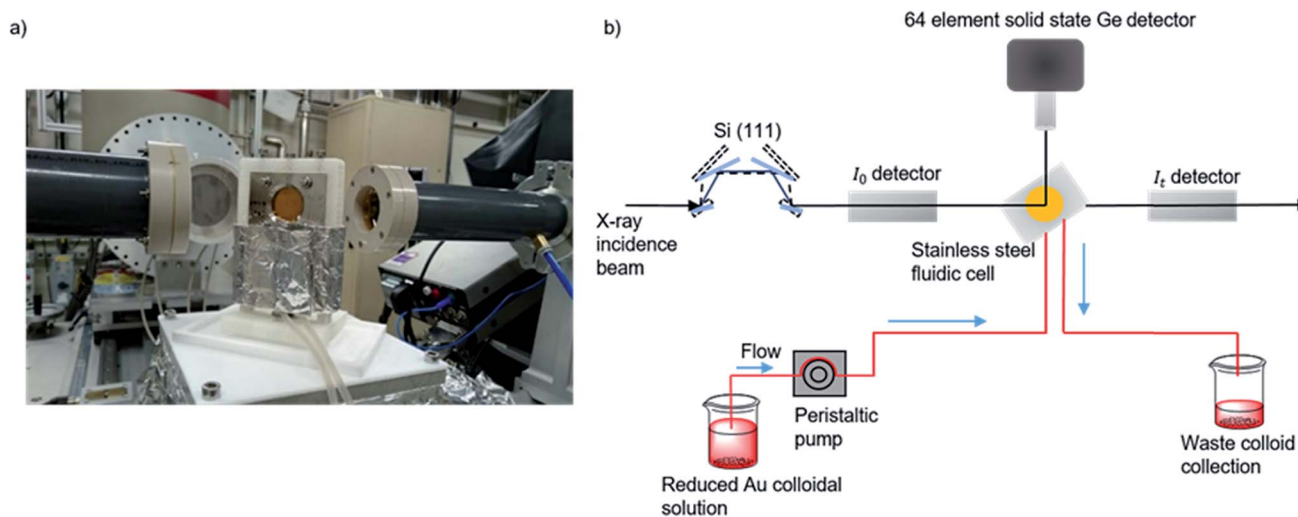 a)
b)
64 element solid state Ge detector
Si (111)
I₀ detector
Iₜ detector
X-ray
incidence
beam
Stainless steel
fluidic cell
Flow
Peristaltic
pump
Reduced Au colloidal
solution
Waste colloid
collection